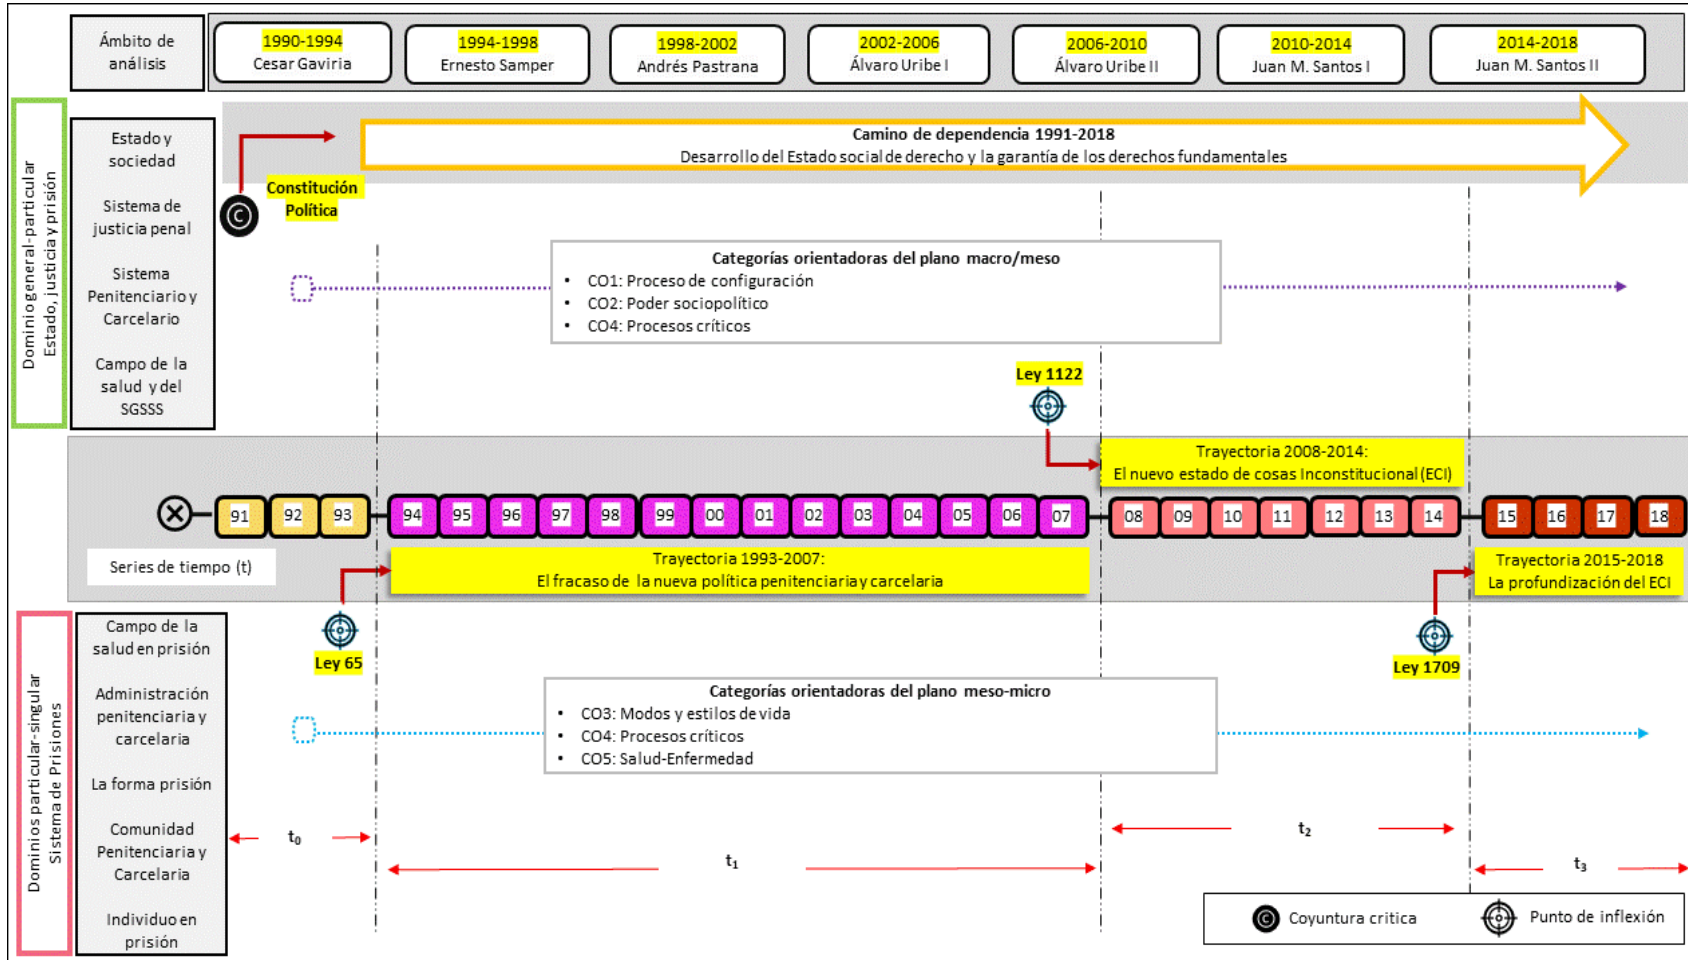 Ámbito de
análisis
1990-1994
Cesar Gaviria
1994-1998
Ernesto Samper
1998-2002
Andrés Pastrana
2002-2006
Álvaro Uribe I
2006-2010
Álvaro Uribe II
2010-2014
Juan M. Santos I
2014-2018
Juan M. Santos II
Dominio general-particular
Estado, justicia y prisión
Estado y
sociedad
Sistema de
justicia penal
Sistema
Penitenciario y
Carcelario
Campo de la
salud y del
SGSSS
Camino de dependencia 1991-2018
Desarrollo del Estado social de derecho y la garantía de los derechos fundamentales
C
Constitución
Política
Categorías orientadoras del plano macro/meso
• CO1: Proceso de configuración
• CO2: Poder sociopolítico
• CO4: Procesos críticos
Ley 1122
Trayectoria 2008-2014:
El nuevo estado de cosas Inconstitucional (ECI)
91 92 93 94 95 96 97 98 99 00 01 02 03 04 05 06 07 08 09 10 11 12 13 14 15 16 17 18
Series de tiempo (t)
Trayectoria 1993-2007:
El fracaso de la nueva política penitenciaria y carcelaria
Trayectoria 2015-2018
La profundización del ECI
Ley 65
Ley 1709
Dominios particular-singular
Sistema de Prisiones
Campo de la
salud en prisión
Administración
penitenciaria y
carcelaria
La forma prisión
Comunidad
Penitenciaria y
Carcelaria
Individuo en
prisión
Categorías orientadoras del plano meso-micro
• CO3: Modos y estilos de vida
• CO4: Procesos críticos
• CO5: Salud-Enfermedad
t0
t1
t2
t3
C Coyuntura critica
Punto de inflexión